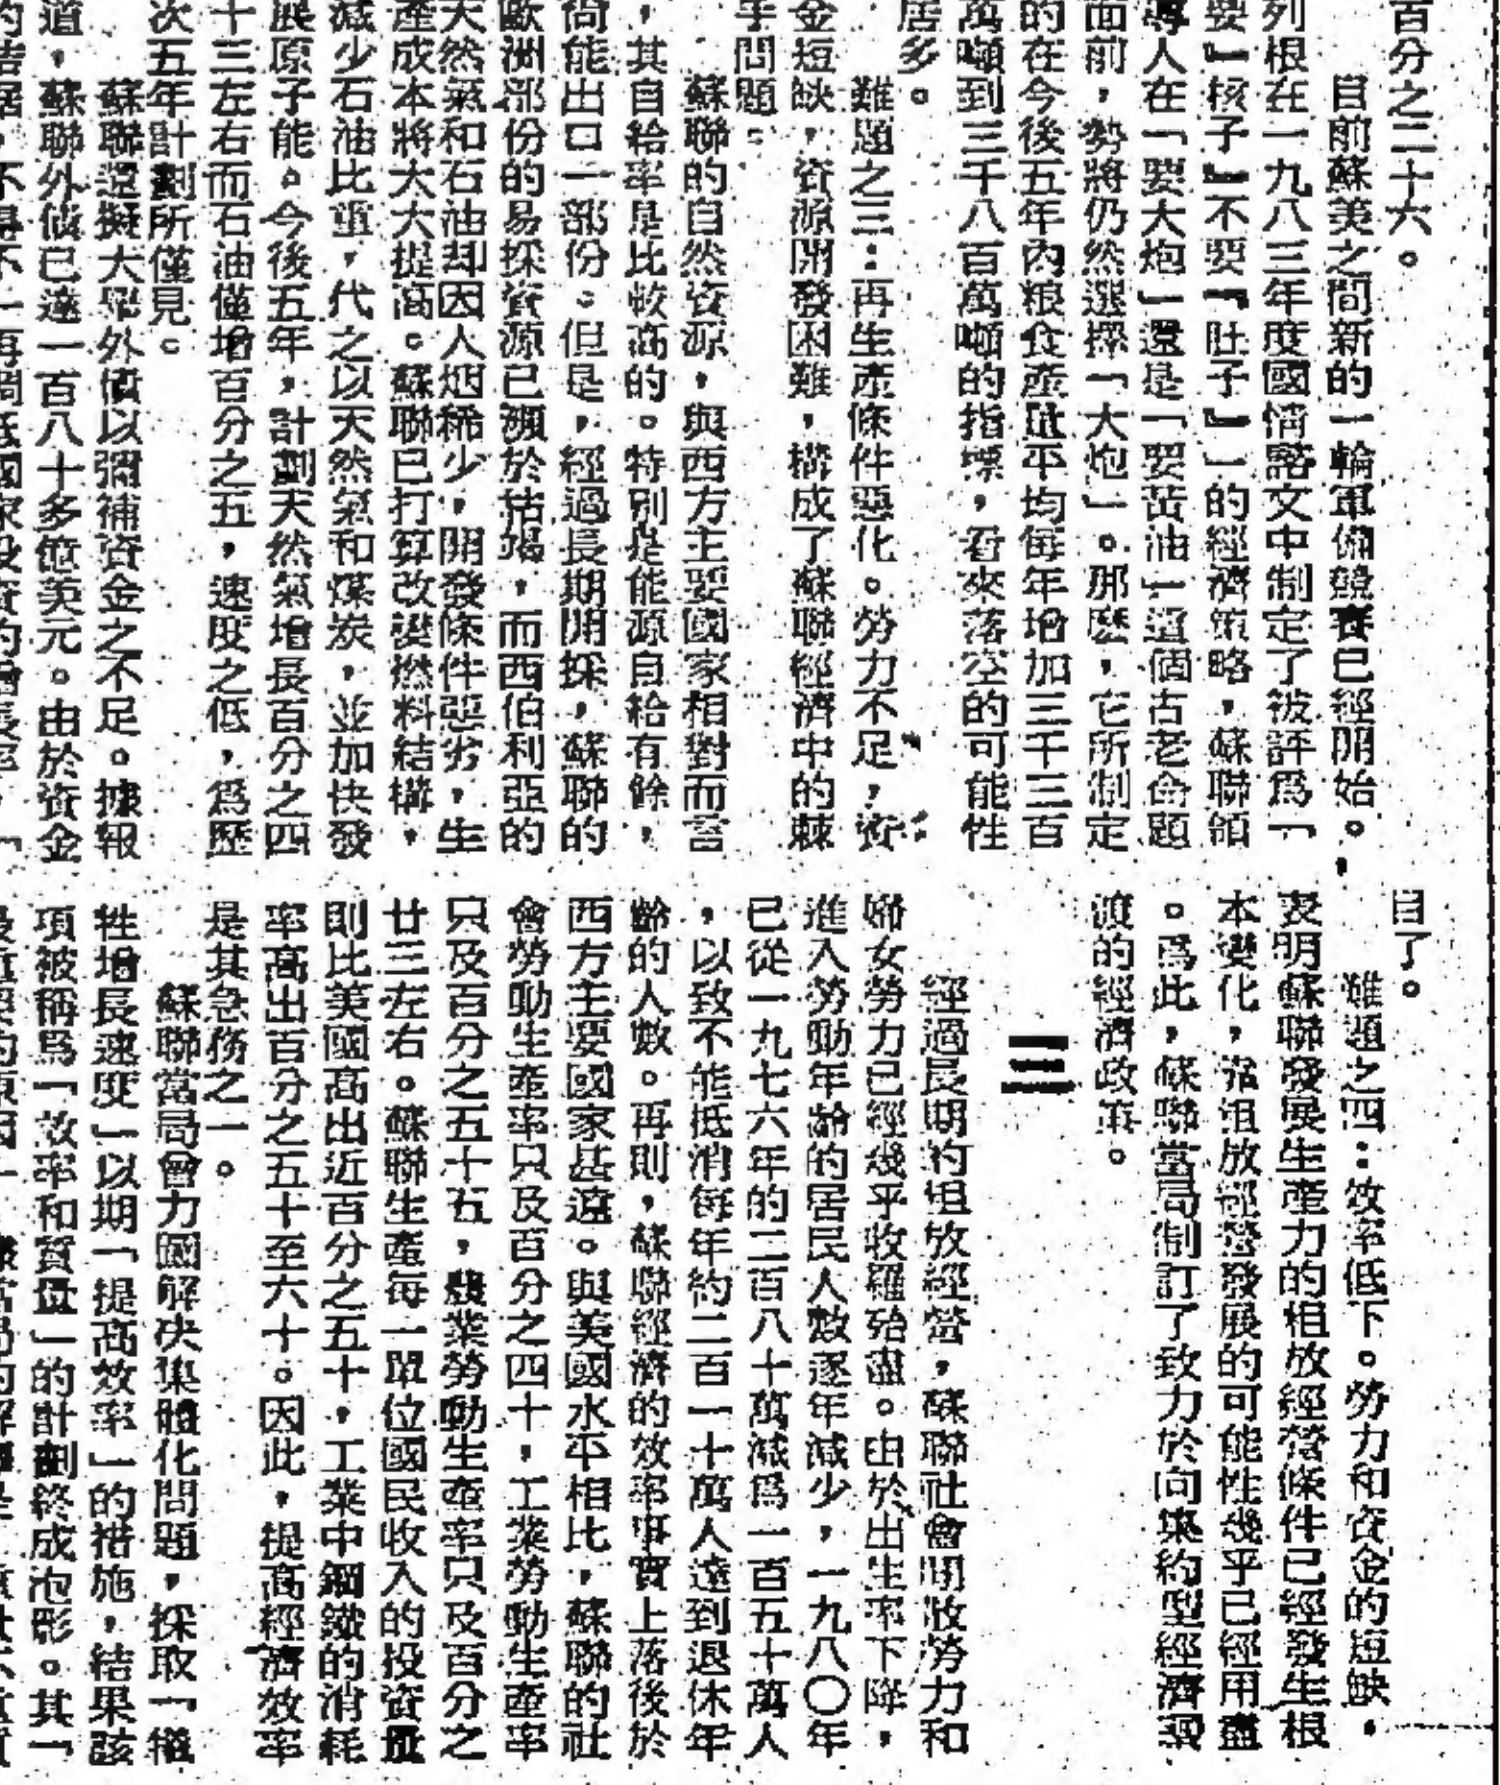 百分之二十六。
目前蘇美之間新的一輪軍備競賽已經開始。
列根在一九八三年度國情諮文中制定了被評爲「
要『核子』不要『肚子』」的經濟策略，蘇聯領
導人在「要大炮」還是「要黃油」這個古老命題
面前，勢將仍然選擇「大炮」。那麼，它所制定
的在今後五年內粮食產量平均每年增加三千三百
萬噸到三千八百萬噸的指標，看來落空的可能性
居多。
難題之三：再生產條件惡化。勞力不足，資
金短缺，資源開發困難，構成了蘇聯經濟中的棘
手問題。
蘇聯的自然資源，與西方主要國家相對而言
，其自給率是比較高的。特別是能源自給有餘，
尚能出口一部份。但是，經過長期開採，蘇聯的
歐洲部份的易採資源已瀕於枯竭，而西伯利亞的
天然氣和石油却因人烟稀少，開發條件惡劣，生
產成本將大大提高。蘇聯已打算改變燃料結構，
減少石油比重，代之以天然氣和煤炭，並加快發
展原子能。今後五年，計劃天然氣增長百分之四
十三左右而石油僅增百分之五，速度之低，爲歷
次五年計劃所僅見。
蘇聯還擬大舉外債以彌補資金之不足。據報
道，蘇聯外債已達一百八十多億美元。由於資金
的拮据，不得不一再調低國家投資的增長率，「
目了。
難題之四：效率低下。勞力和資金的短缺，
表明蘇聯發展生產力的粗放經營條件已經發生根
本變化，靠粗放經營發展的可能性幾乎已經用盡
。爲此，蘇聯當局制訂了致力於向集約型經濟過
渡的經濟政策。
三
經過長期的粗放經營，蘇聯社會閒散勞力和
婦女勞力已經幾乎收羅殆盡。由於出生率下降，
進入勞動年齡的居民人數逐年減少，一九八〇年
已從一九七六年的二百八十萬減爲一百五十萬人
，以致不能抵消每年約二百一十萬人達到退休年
齡的人數。再則，蘇聯經濟的效率事實上落後於
西方主要國家甚遠。與美國水平相比，蘇聯的社
會勞動生產率只及百分之四十，工業勞動生產率
只及百分之五十五，農業勞動生產率只及百分之
廿三左右。蘇聯生產每一單位國民收入的投資量
則比美國高出近百分之五十，工業中鋼鐵的消耗
率高出百分之五十至六十。因此，提高經濟效率
是其急務之一。
蘇聯當局會力圖解决集體化問題，採取「犧
牲增長速度」以期「提高效率」的措施，結果該
項被稱爲「效率和質量」的計劃終成泡影。其「